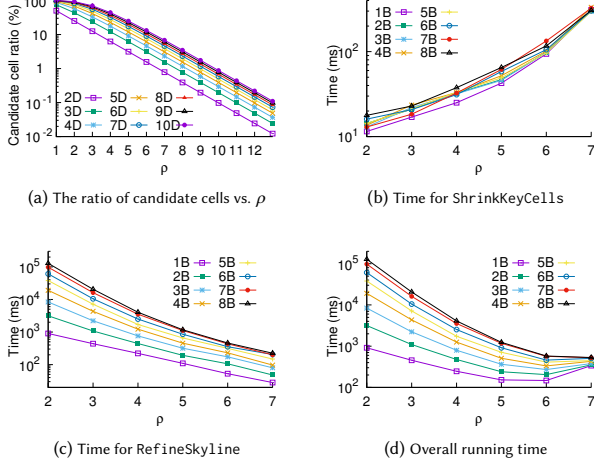 Candidate cell ratio (%)
100
10
1
10^-1
10^-2
2D 5D 8D
3D 6D 9D
4D 7D 10D
1 2 3 4 5 6 7 8 9 10 11 12
ρ
(a) The ratio of candidate cells vs. ρ
Time (ms)
10^2
10^1
1B 5B
2B 6B
3B 7B
4B 8B
2 3 4 5 6 7
ρ
(b) Time for ShrinkKeyCells
Time (ms)
10^5
10^4
10^3
10^2
1B 5B
2B 6B
3B 7B
4B 8B
2 3 4 5 6 7
ρ
(c) Time for RefineSkyline
Time (ms)
10^5
10^4
10^3
10^2
1B 5B
2B 6B
3B 7B
4B 8B
2 3 4 5 6 7
ρ
(d) Overall running time